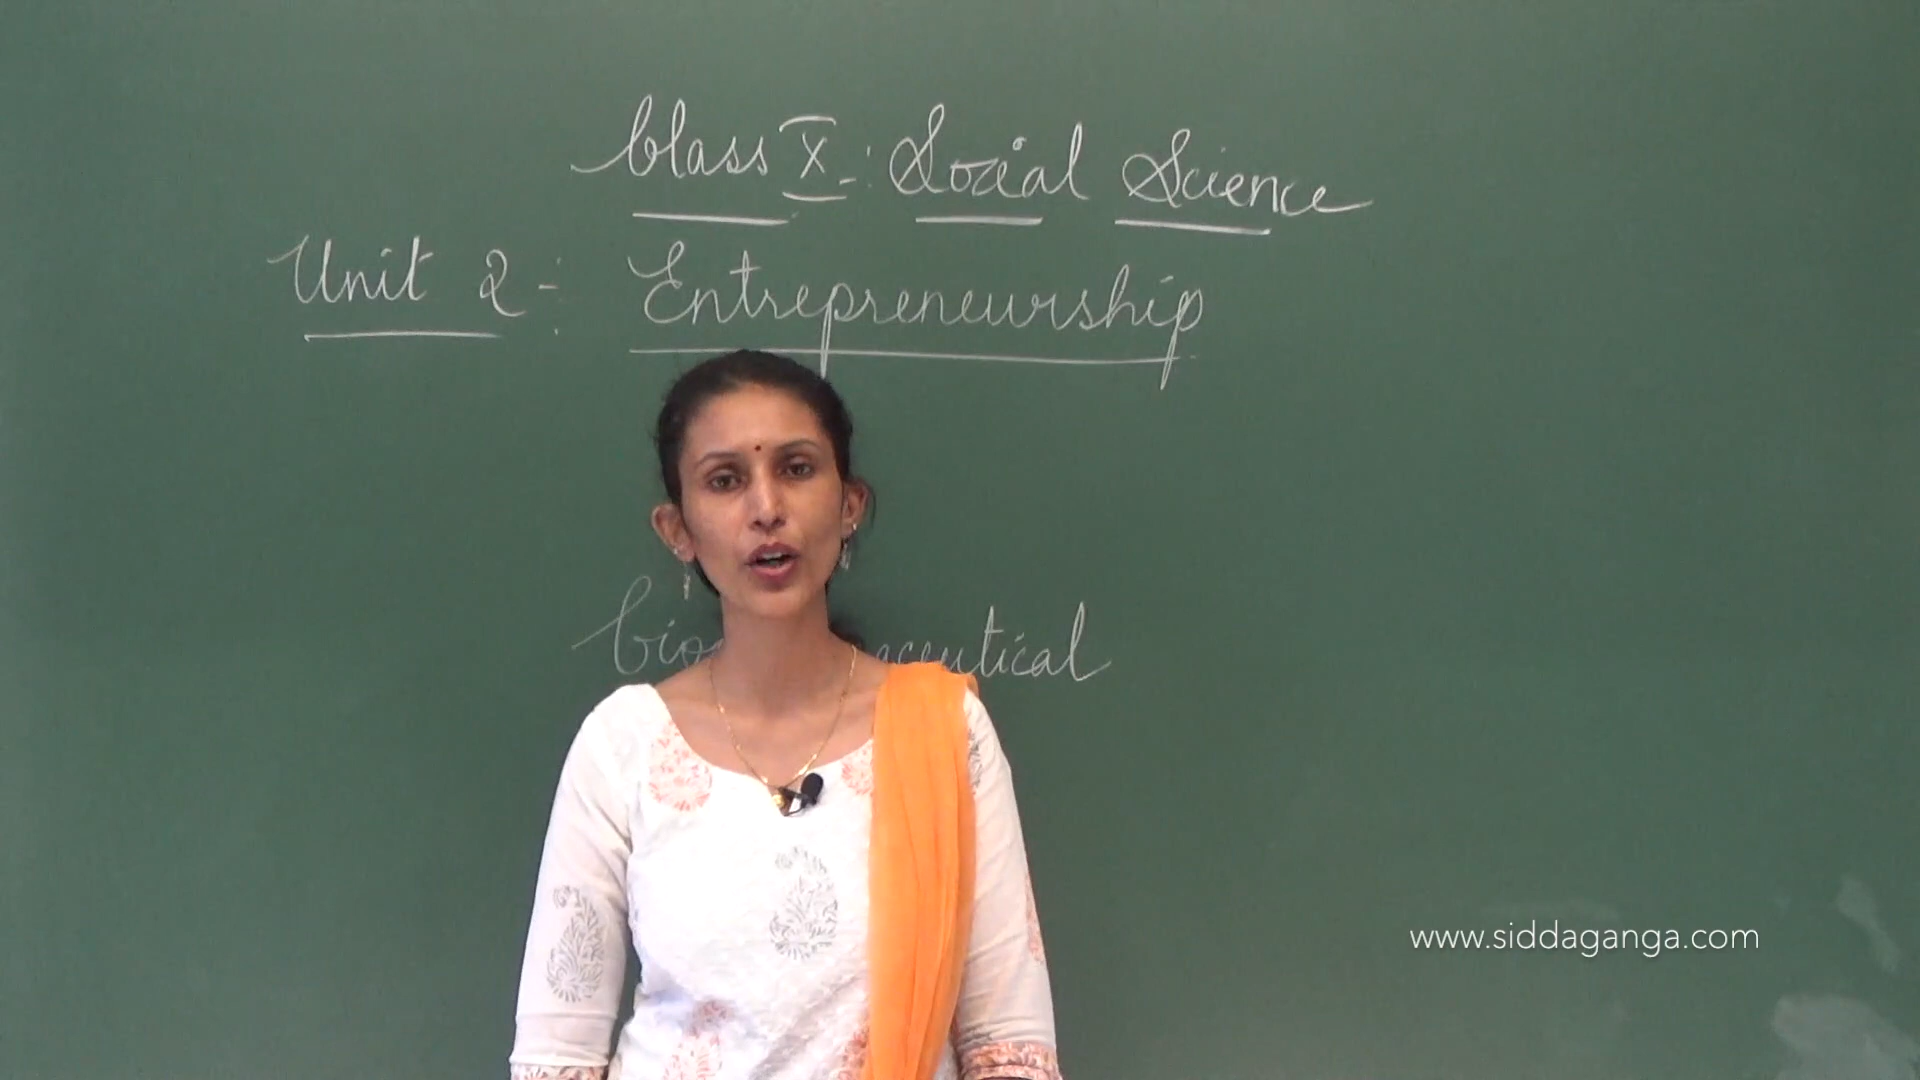 Class X : Social Science
Unit 2 : Entrepreneurship
www.siddaganga.com